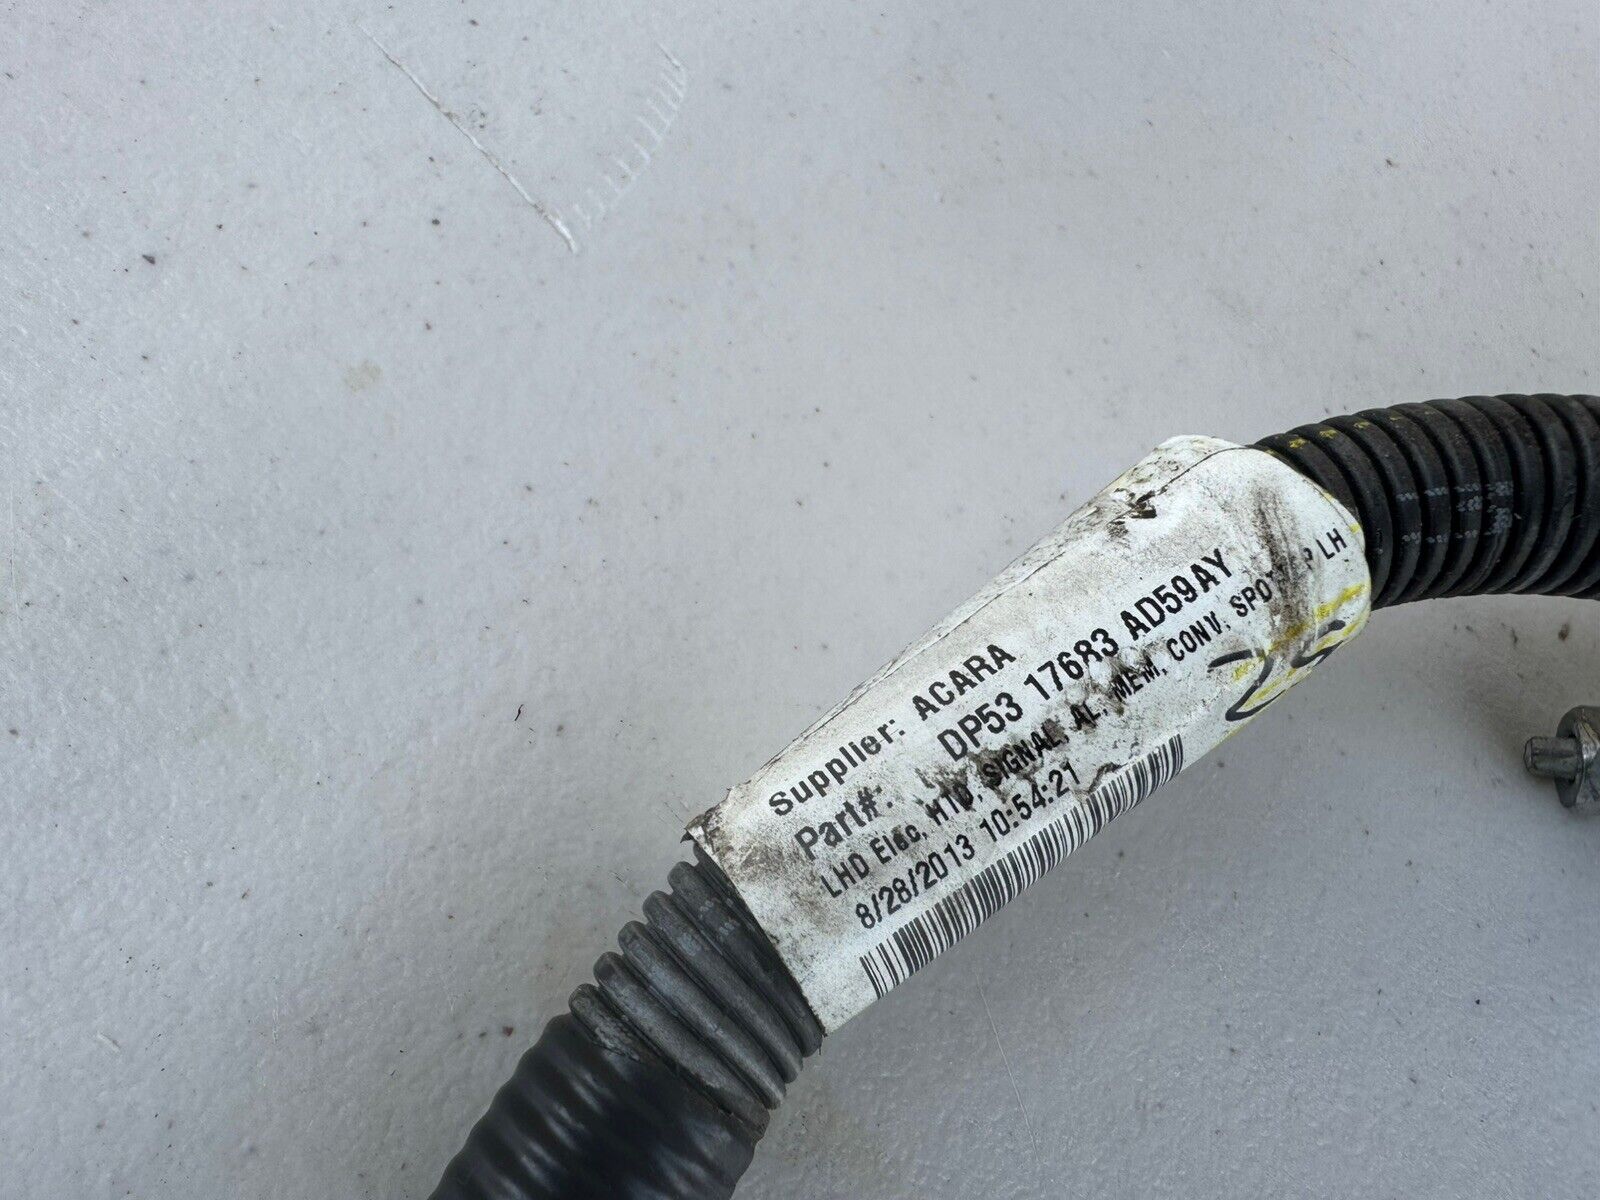 Supplier: ACARA
Part#: DP53 17683 AD59AY
LHD Elec, HTD, SIGNAL, AL, MEM, CONV, LH
8/28/2013 10:54:21